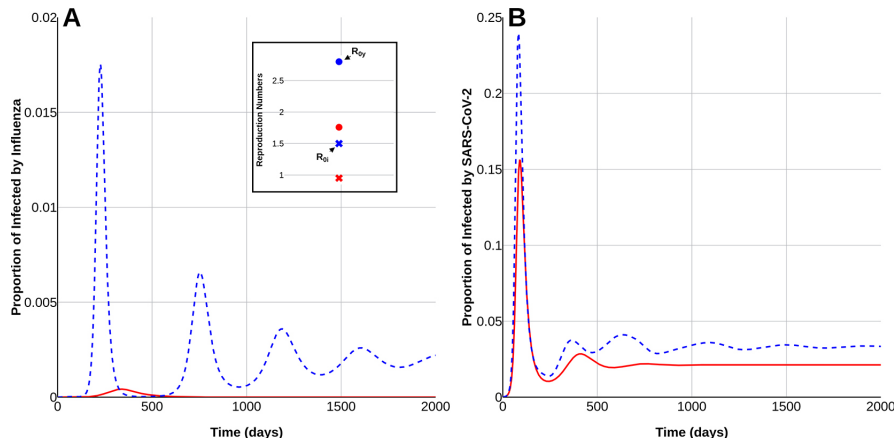 A
Proportion of Infected by Influenza
0.02
0.015
0.01
0.005
0
0 500 1000 1500 2000
Time (days)
Reproduction Numbers
2.5
2
1.5
1
R0y
R0i
B
Proportion of Infected by SARS-CoV-2
0.25
0.2
0.15
0.1
0.05
0
0 500 1000 1500 2000
Time (days)